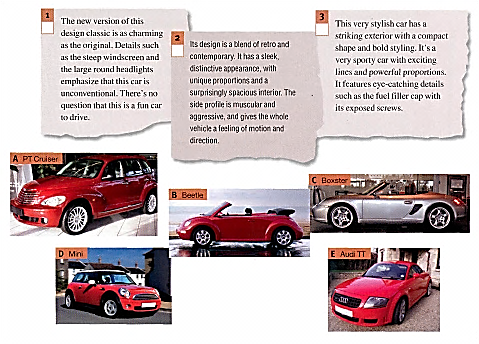 1
The new version of this
design classic is as charming
as the original. Details such
as the steep windscreen and
the large round headlights
emphasize that this car is
unconventional. There's no
question that this is a fun car
to drive.
2
Its design is a blend of retro and
contemporary. It has a sleek,
distinctive appearance, with
unique proportions and a
surprisingly spacious interior. The
side profile is muscular and
aggressive, and gives the whole
vehicle a feeling of motion and
direction.
3
This very stylish car has a
striking exterior with a compact
shape and bold styling. It's a
very sporty car with exciting
lines and powerful proportions.
It features eye-catching details
such as the fuel filler cap with
its exposed screws.
A PT Cruiser
B Beetle
C Boxster
D Mini
E Audi TT